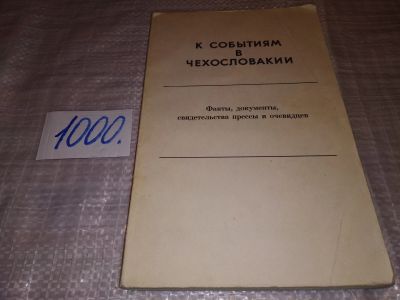 К СОБЫТИЯМ
В
ЧЕХОСЛОВАКИИ
Факты, документы,
свидетельства прессы и очевидцев
1000.